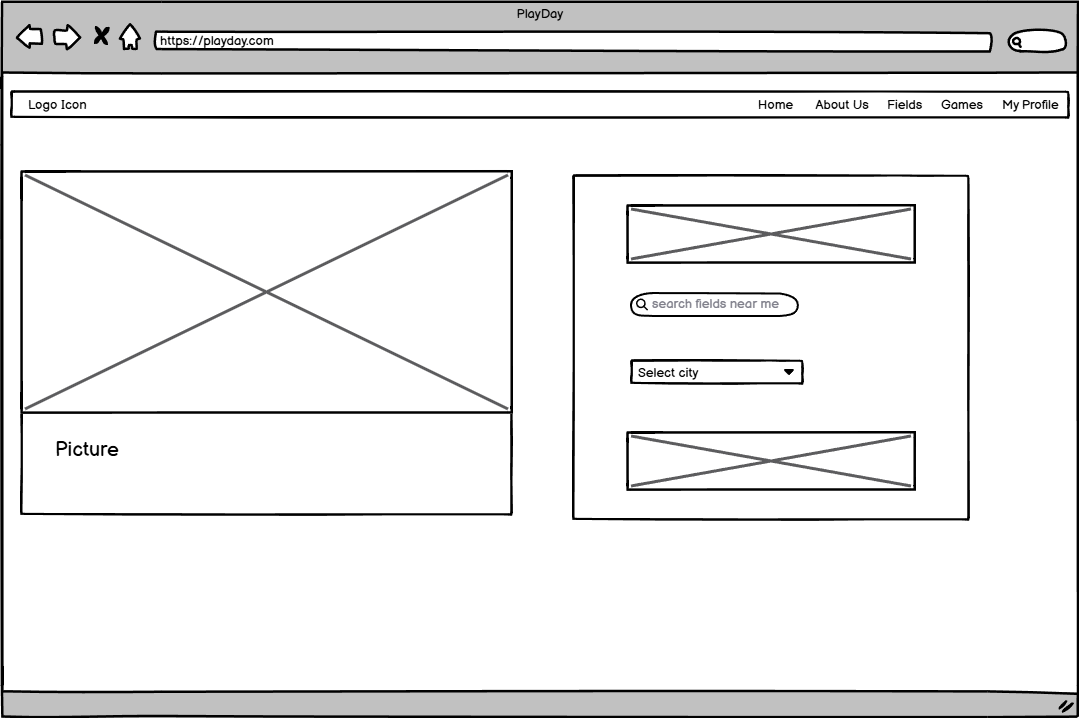 PlayDay
https://playday.com
Logo Icon Home About Us Fields Games My Profile
search fields near me
Select city
Picture